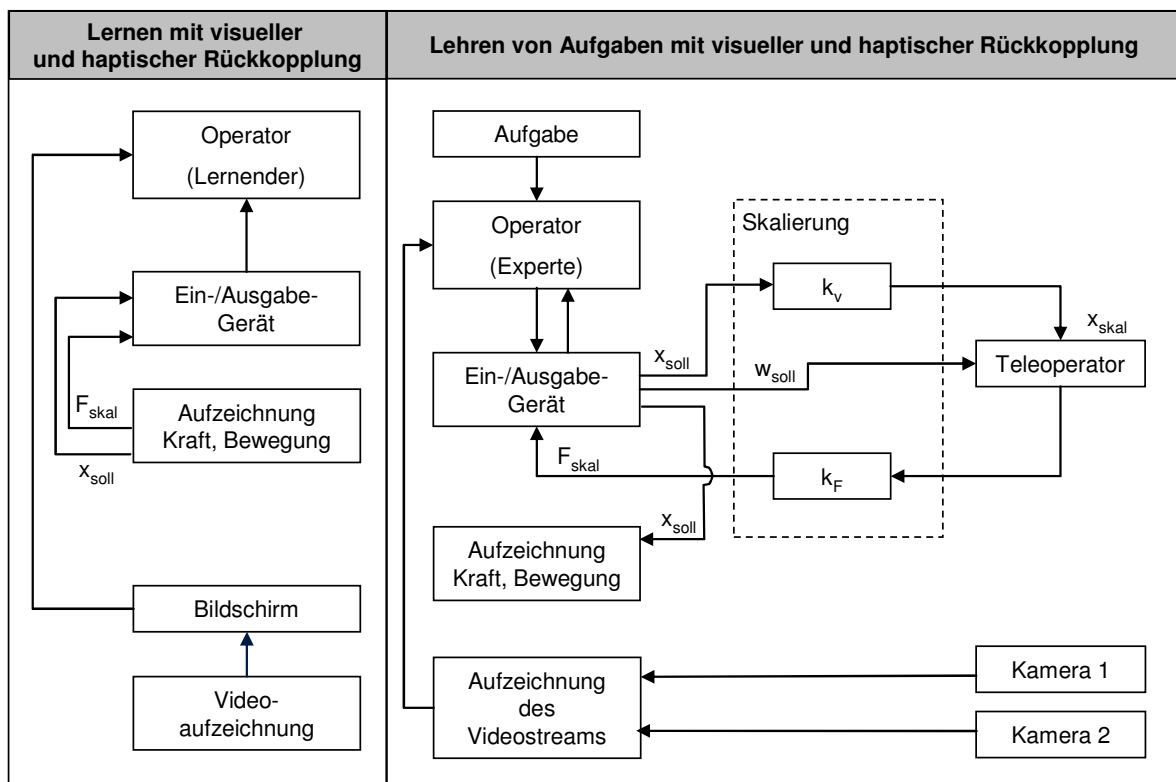 Lernen mit visueller
und haptischer Rückkopplung
Operator
(Lernender)
Ein-/Ausgabe-
Gerät
F_skal
Aufzeichnung
Kraft, Bewegung
x_soll
Bildschirm
Video-
aufzeichnung
Lehren von Aufgaben mit visueller und haptischer Rückkopplung
Aufgabe
Operator
(Experte)
Skalierung
k_v
x_skal
x_soll
w_soll
Teleoperator
Ein-/Ausgabe-
Gerät
F_skal
k_F
x_soll
Aufzeichnung
Kraft, Bewegung
Aufzeichnung
des
Videostreams
Kamera 1
Kamera 2